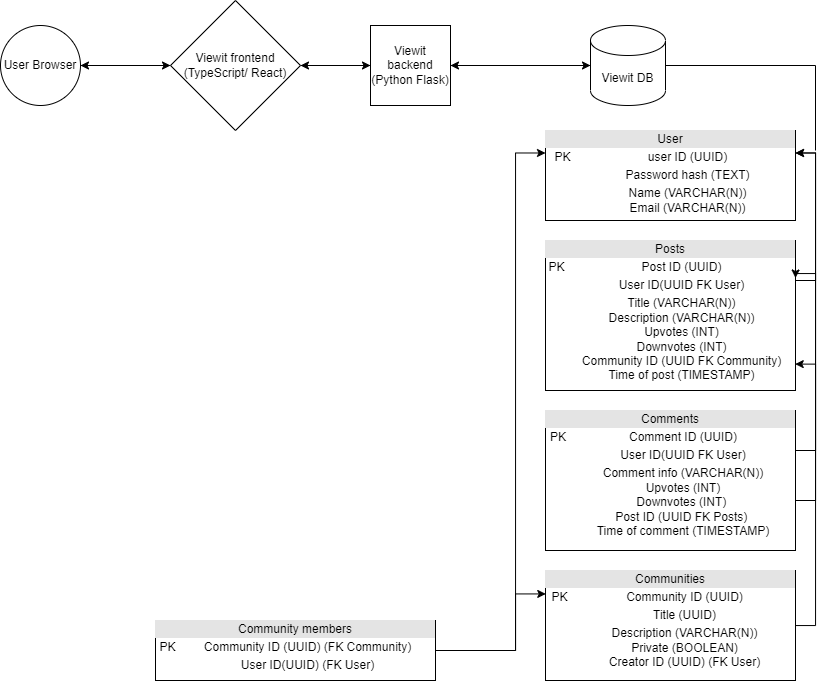 User Browser
Viewit frontend
(TypeScript/ React)
Viewit
backend
(Python Flask)
Viewit DB
User
PK user ID (UUID)
Password hash (TEXT)
Name (VARCHAR(N))
Email (VARCHAR(N))
Posts
PK Post ID (UUID)
User ID(UUID FK User)
Title (VARCHAR(N))
Description (VARCHAR(N))
Upvotes (INT)
Downvotes (INT)
Community ID (UUID FK Community)
Time of post (TIMESTAMP)
Comments
PK Comment ID (UUID)
User ID(UUID FK User)
Comment info (VARCHAR(N))
Upvotes (INT)
Downvotes (INT)
Post ID (UUID FK Posts)
Time of comment (TIMESTAMP)
Communities
PK Community ID (UUID)
Title (UUID)
Description (VARCHAR(N))
Private (BOOLEAN)
Creator ID (UUID) (FK User)
Community members
PK Community ID (UUID) (FK Community)
User ID(UUID) (FK User)